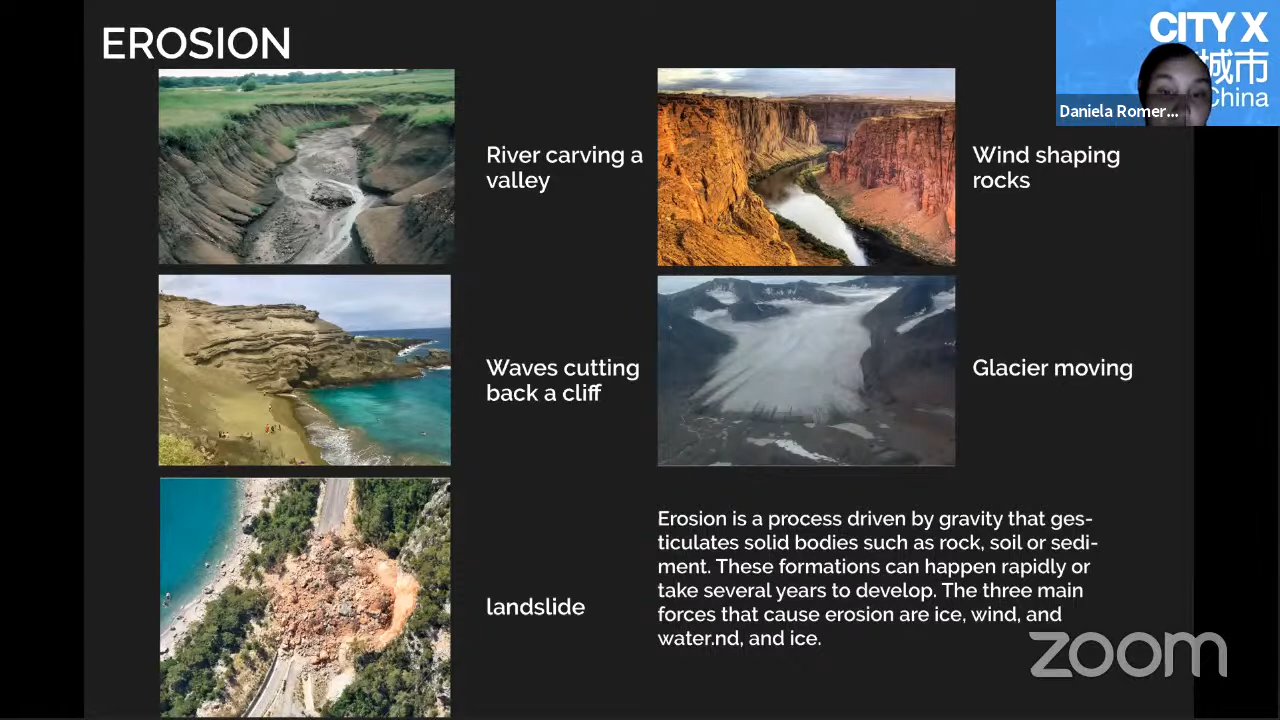 EROSION
River carving a
valley
Wind shaping
rocks
Waves cutting
back a cliff
Glacier moving
landslide
Erosion is a process driven by gravity that ges-
ticulates solid bodies such as rock, soil or sedi-
ment. These formations can happen rapidly or
take several years to develop. The three main
forces that cause erosion are ice, wind, and
water.nd, and ice.
CITY X
城市
China
Daniela Romer...
zoom